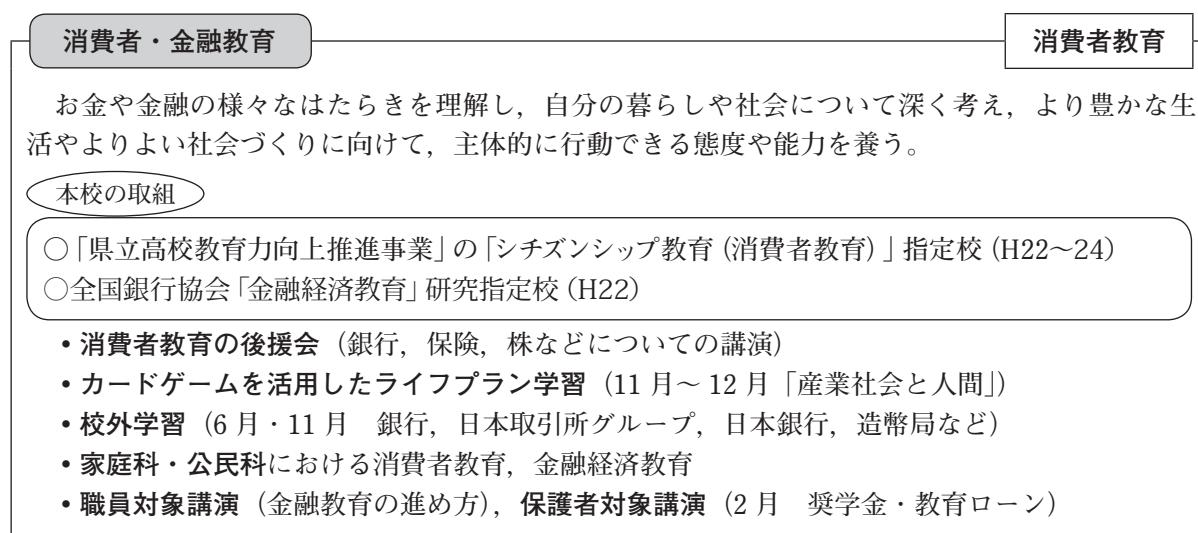 消費者・金融教育
消費者教育
お金や金融の様々なはたらきを理解し，自分の暮らしや社会について深く考え，より豊かな生
活やよりよい社会づくりに向けて，主体的に行動できる態度や能力を養う。
本校の取組
○「県立高校教育力向上推進事業」の「シチズンシップ教育（消費者教育）」指定校（H22～24）
○全国銀行協会「金融経済教育」研究指定校（H22）
・消費者教育の後援会（銀行，保険，株などについての講演）
・カードゲームを活用したライフプラン学習（11月～12月「産業社会と人間」）
・校外学習（6月・11月　銀行，日本取引所グループ，日本銀行，造幣局など）
・家庭科・公民科における消費者教育，金融経済教育
・職員対象講演（金融教育の進め方），保護者対象講演（2月　奨学金・教育ローン）